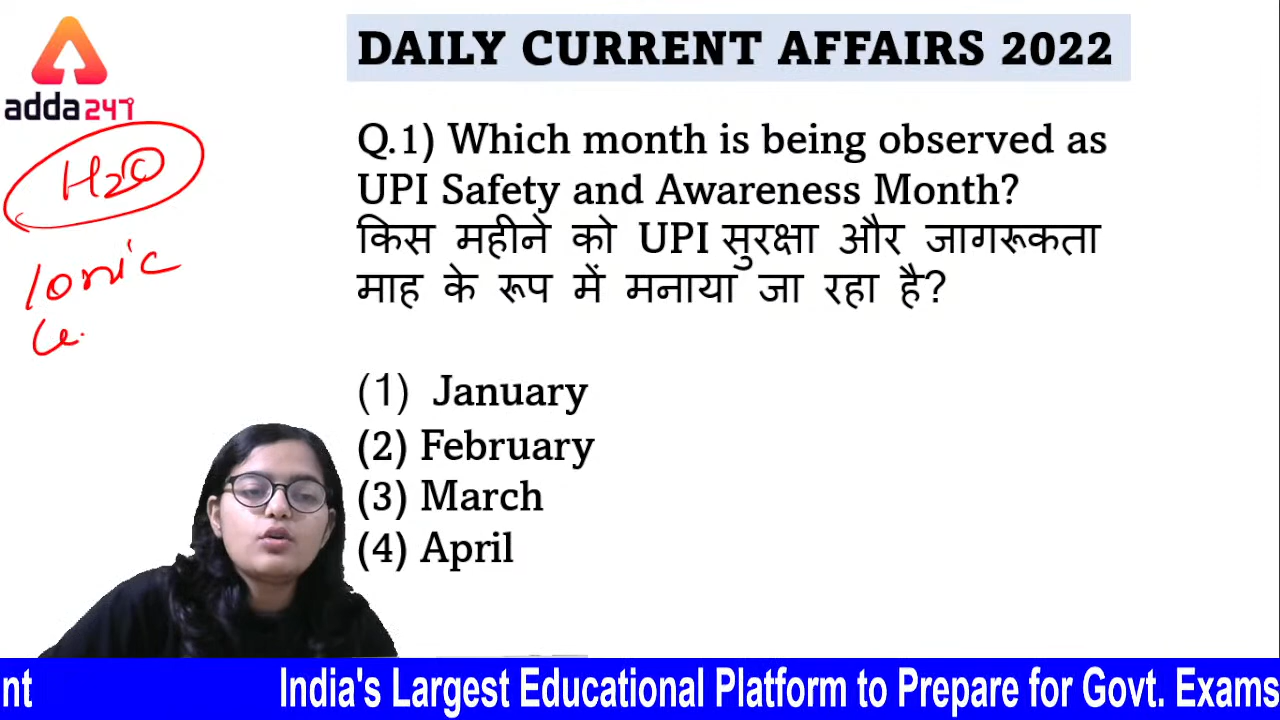 DAILY CURRENT AFFAIRS 2022
adda247
H2O
Ionic
Q.1) Which month is being observed as
UPI Safety and Awareness Month?
किस महीने को UPI सुरक्षा और जागरूकता
माह के रूप में मनाया जा रहा है?
(1) January
(2) February
(3) March
(4) April
nt India's Largest Educational Platform to Prepare for Govt. Exams